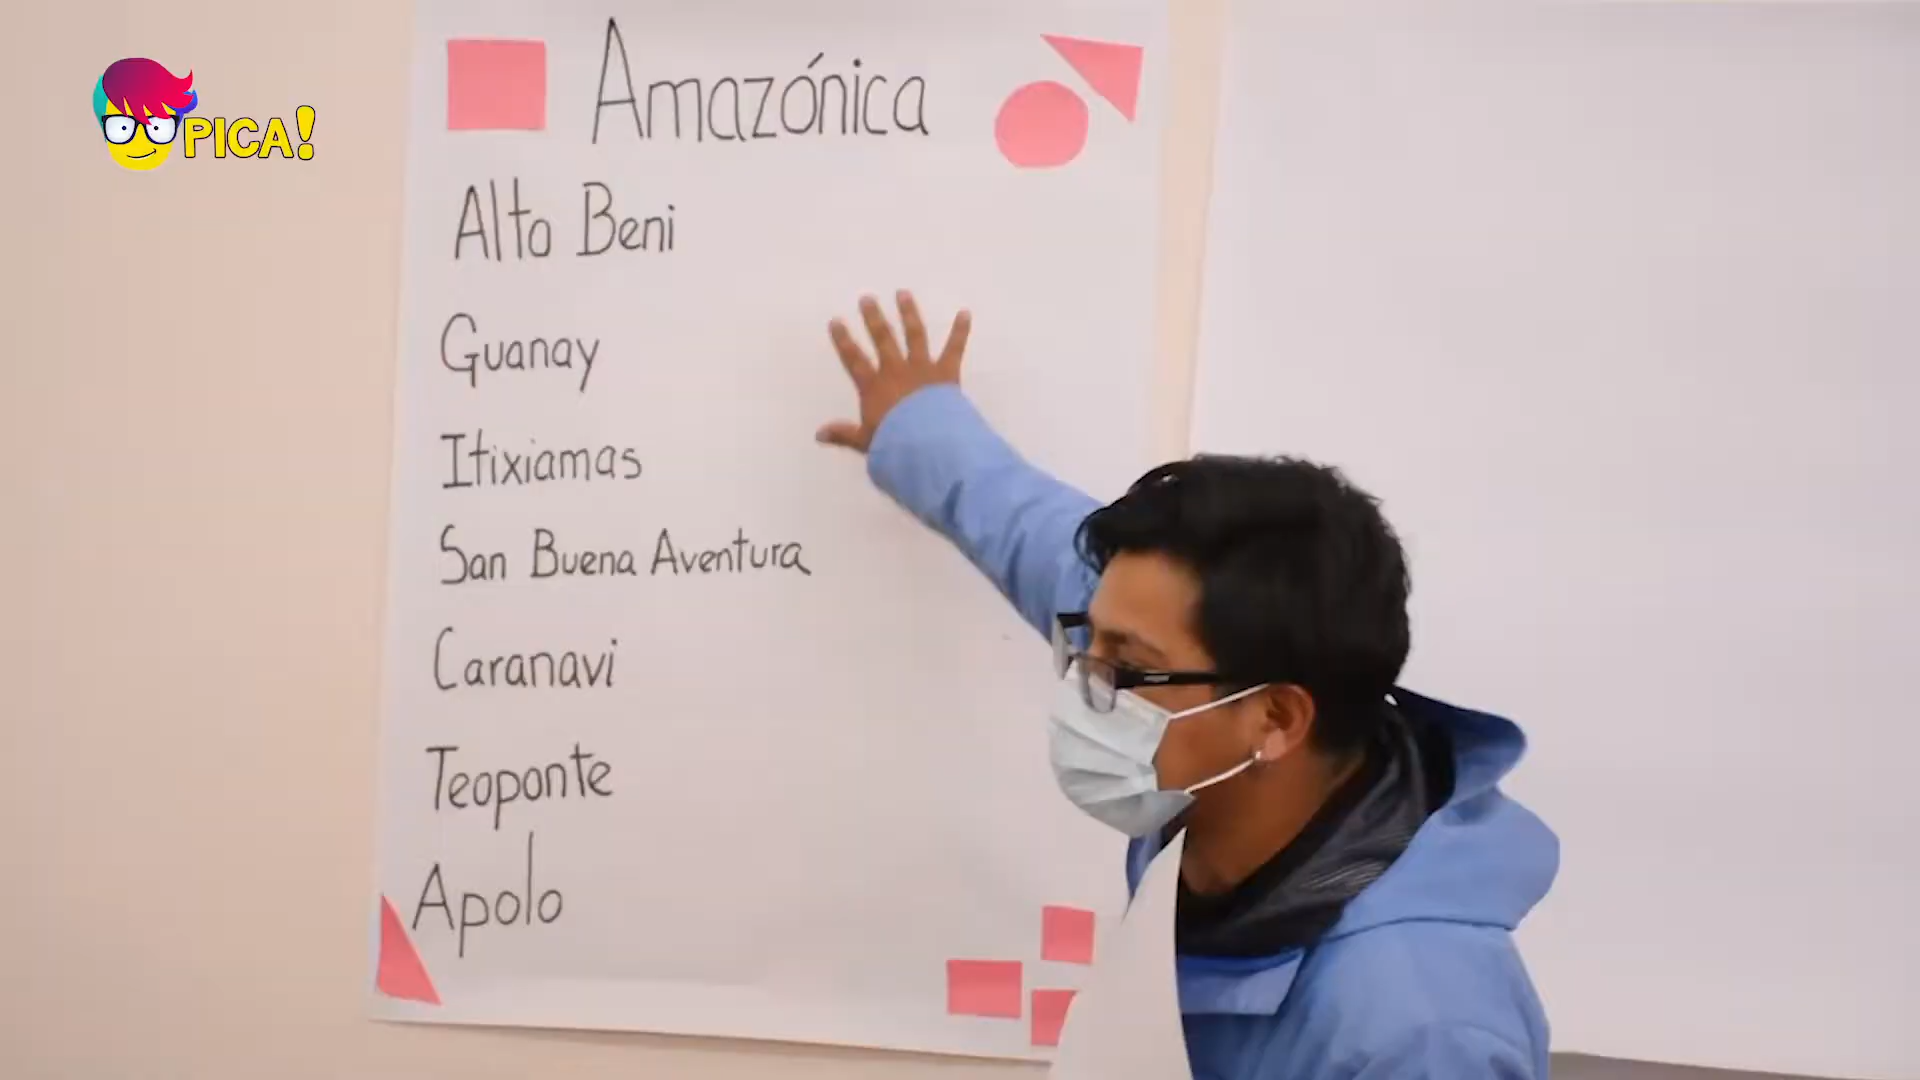 PICA!
Amazónica
Alto Beni
Guanay
Itixiamas
San Buena Aventura
Caranavi
Teoponte
Apolo